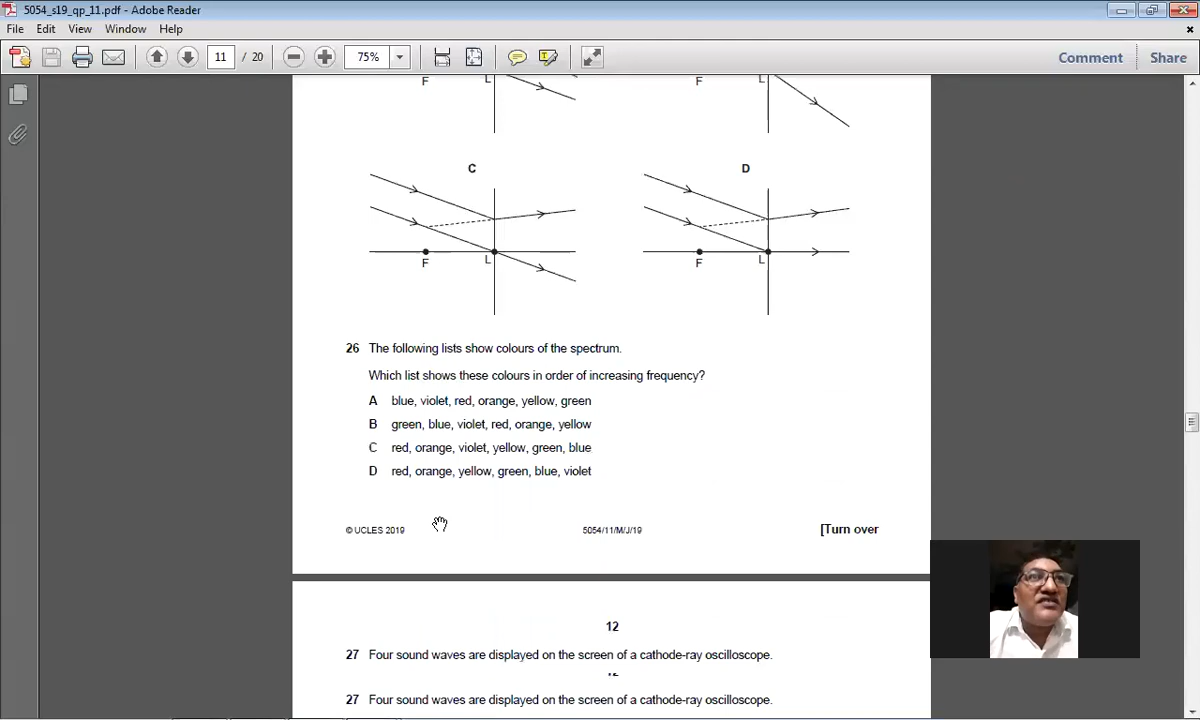 5054_s19_qp_11.pdf - Adobe Reader
File Edit View Window Help
11 / 20 75% Comment Share
F L F L
C D
F L F L
26 The following lists show colours of the spectrum.
Which list shows these colours in order of increasing frequency?
A blue, violet, red, orange, yellow, green
B green, blue, violet, red, orange, yellow
C red, orange, violet, yellow, green, blue
D red, orange, yellow, green, blue, violet
© UCLES 2019 5054/11/M/J/19 [Turn over
12
27 Four sound waves are displayed on the screen of a cathode-ray oscilloscope.
27 Four sound waves are displayed on the screen of a cathode-ray oscilloscope.